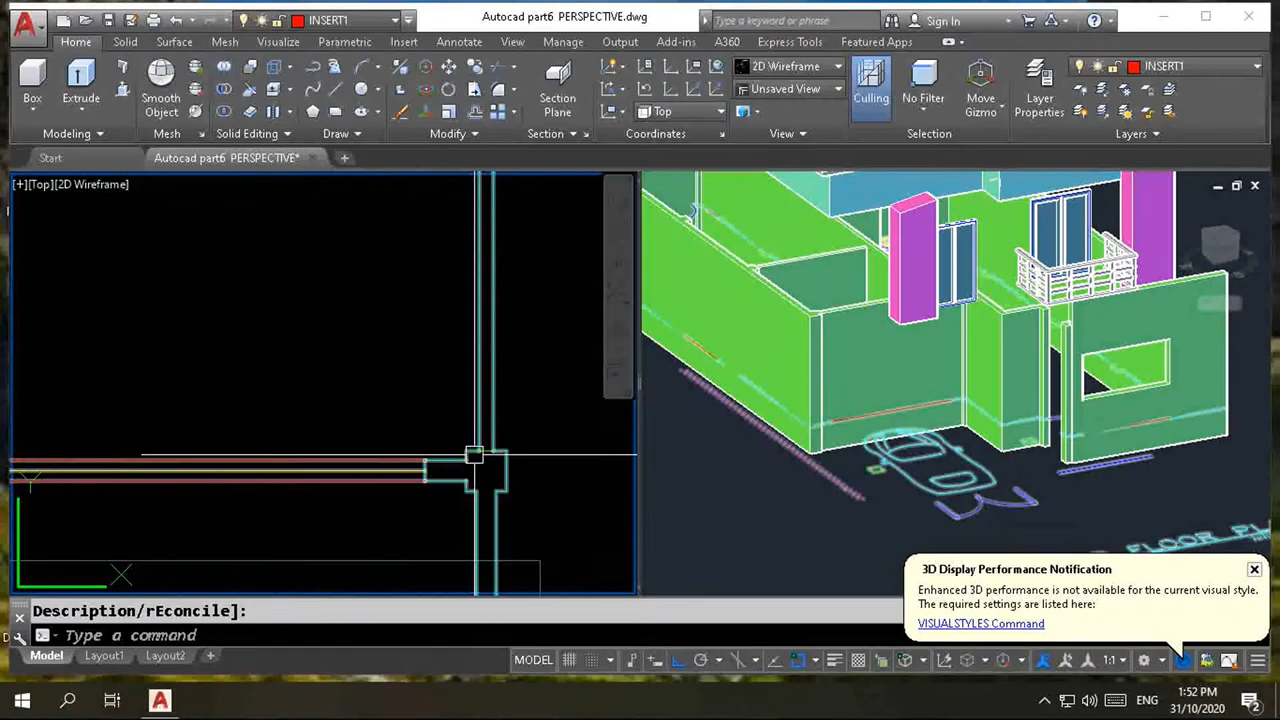 INSERT1
Autocad part6 PERSPECTIVE.dwg
Type a keyword or phrase
Sign In
Home
Solid
Surface
Mesh
Visualize
Parametric
Insert
Annotate
View
Manage
Output
Add-ins
A360
Express Tools
Featured Apps
Box
Extrude
Smooth
Object
Section
Plane
2D Wireframe
Unsaved View
Top
Culling
No Filter
Move
Gizmo
Layer
Properties
INSERT1
Modeling
Mesh
Solid Editing
Draw
Modify
Section
Coordinates
View
Selection
Layers
Start
Autocad part6 PERSPECTIVE*
[+][Top][2D Wireframe]
Y
X
FLOOR PL
3D Display Performance Notification
Enhanced 3D performance is not available for the current visual style.
The required settings are listed here:
VISUALSTYLES Command
Description/rEconcile]:
Type a command
Model
Layout1
Layout2
MODEL
1:1
ENG
1:52 PM
31/10/2020
2